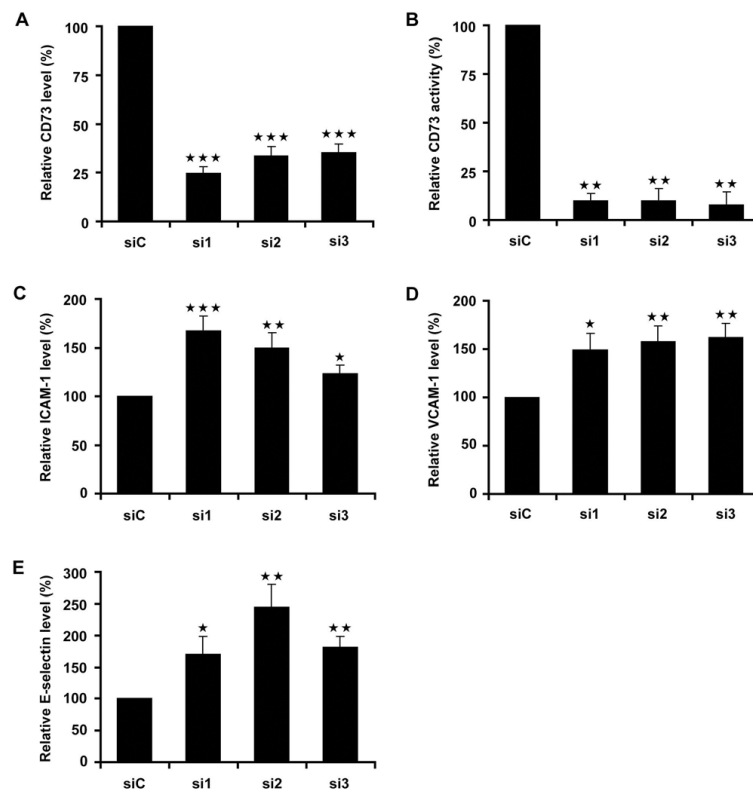 A
Relative CD73 level (%)
100
75
50
25
0
★★★
★★★
★★★
siC si1 si2 si3
B
Relative CD73 activity (%)
100
75
50
25
0
★★
★★
★★
siC si1 si2 si3
C
Relative ICAM-1 level (%)
200
150
100
50
0
★★★
★★
★
siC si1 si2 si3
D
Relative VCAM-1 level (%)
200
150
100
50
0
★
★★
★★
siC si1 si2 si3
E
Relative E-selectin level (%)
300
250
200
150
100
50
0
★
★★
★★
siC si1 si2 si3